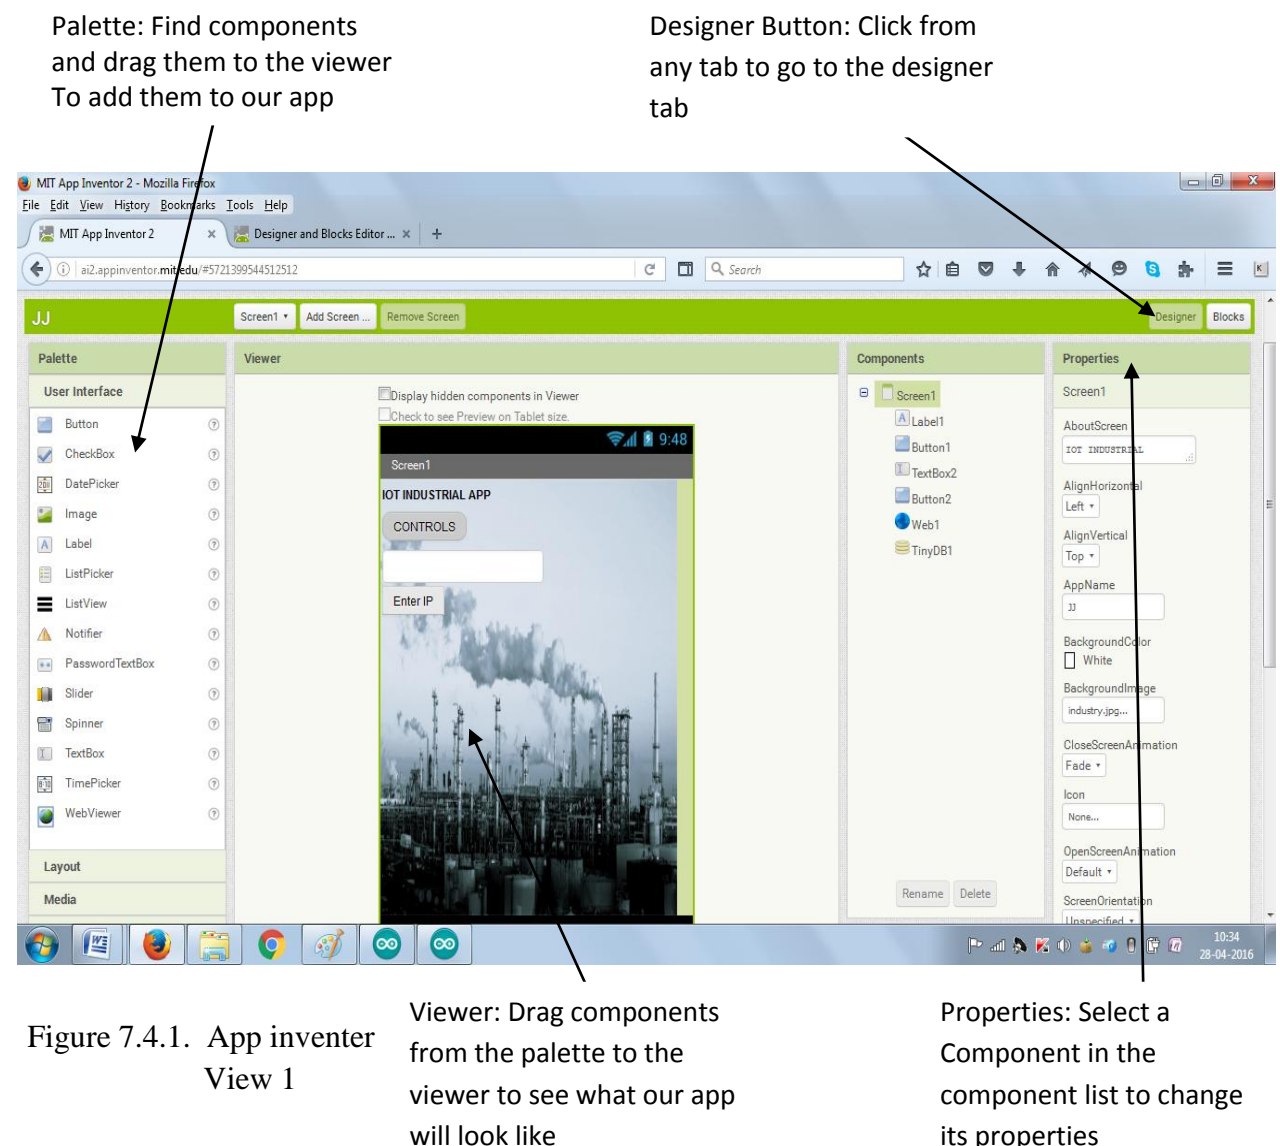 Palette: Find components
and drag them to the viewer
To add them to our app
Designer Button: Click from
any tab to go to the designer
tab
MIT App Inventor 2 - Mozilla Firefox
File Edit View History Bookmarks Tools Help
MIT App Inventor 2 × Designer and Blocks Editor ... × +
ai2.appinventor.mit.edu/#5721399544512512
Search
JJ
Screen1 Add Screen ... Remove Screen
Designer Blocks
Palette
User Interface
Button
CheckBox
DatePicker
Image
Label
ListPicker
ListView
Notifier
PasswordTextBox
Slider
Spinner
TextBox
TimePicker
WebViewer
Layout
Media
Viewer
Display hidden components in Viewer
Check to see Preview on Tablet size.
9:48
Screen1
IOT INDUSTRIAL APP
CONTROLS
Enter IP
Components
Screen1
Label1
Button1
TextBox2
Button2
Web1
TinyDB1
Rename Delete
Properties
Screen1
AboutScreen
IOT INDUSTRIAL
AlignHorizontal
Left
AlignVertical
Top
AppName
JJ
BackgroundColor
White
BackgroundImage
industry.jpg...
CloseScreenAnimation
Fade
Icon
None...
OpenScreenAnimation
Default
ScreenOrientation
Unspecified
10:34
28-04-2016
Figure 7.4.1. App inventer
View 1
Viewer: Drag components
from the palette to the
viewer to see what our app
will look like
Properties: Select a
Component in the
component list to change
its properties